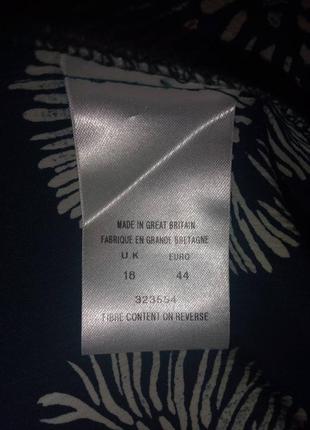 MADE IN GREAT BRITAIN
FABRIQUE EN GRANDE BRETAGNE
U.K EURO
18 44
323554
FIBRE CONTENT ON REVERSE